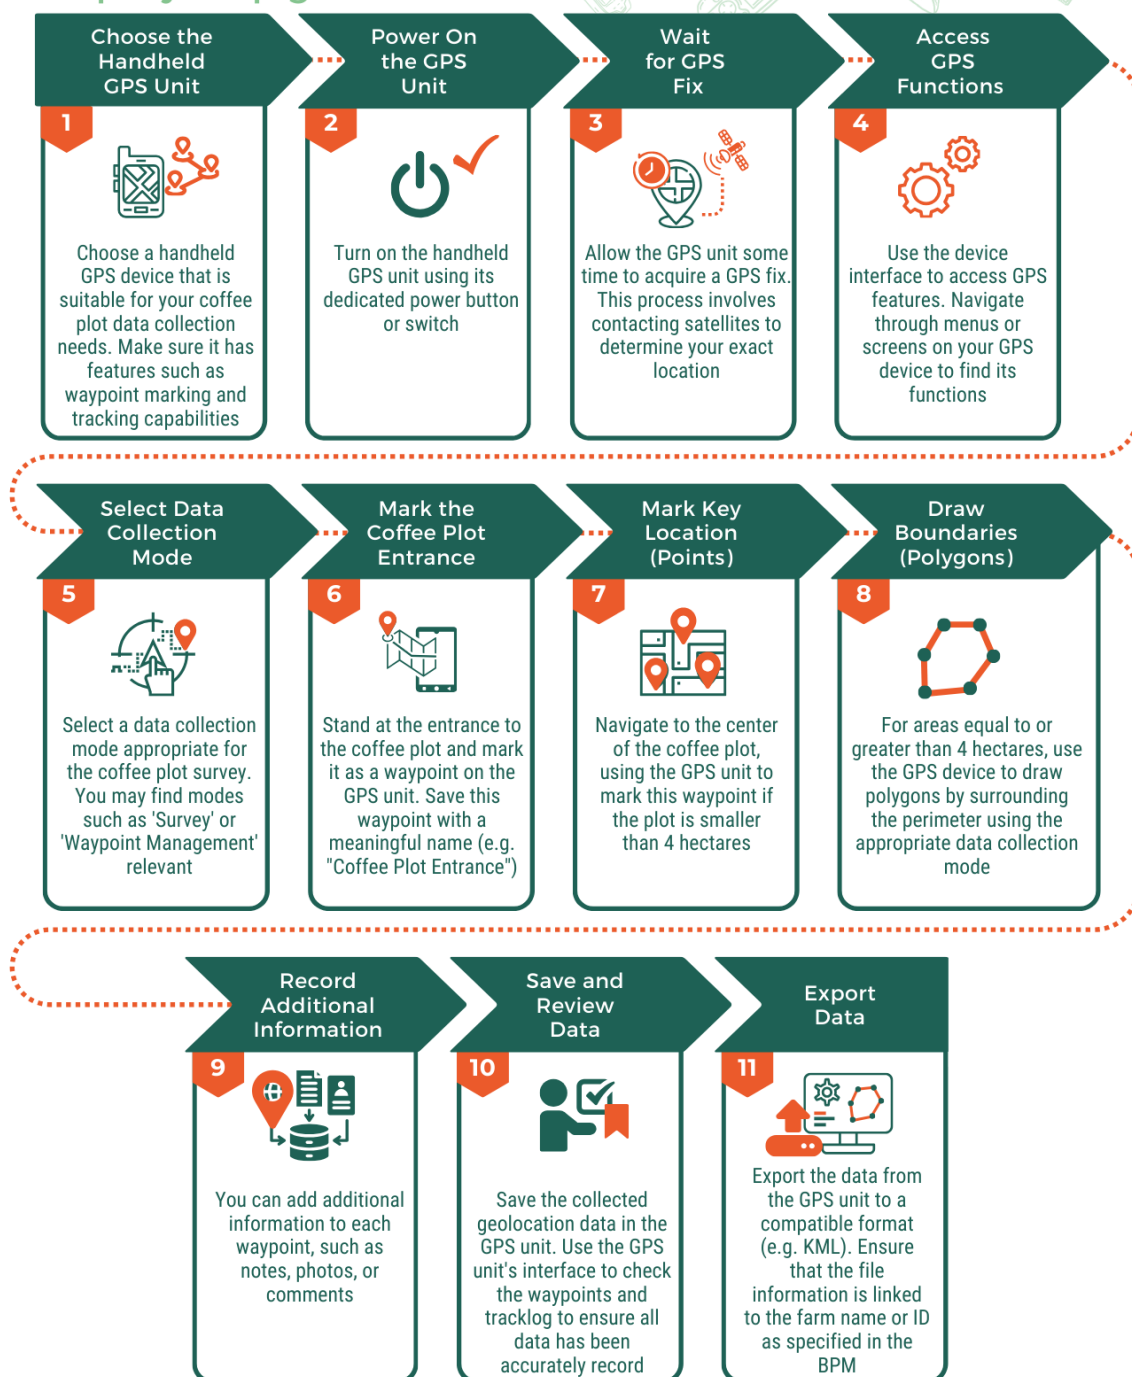 Choose the
Handheld
GPS Unit
1
Choose a handheld
GPS device that is
suitable for your coffee
plot data collection
needs. Make sure it has
features such as
waypoint marking and
tracking capabilities
Power On
the GPS
Unit
2
Turn on the handheld
GPS unit using its
dedicated power button
or switch
Wait
for GPS
Fix
3
Allow the GPS unit some
time to acquire a GPS fix.
This process involves
contacting satellites to
determine your exact
location
Access
GPS
Functions
4
Use the device
interface to access GPS
features. Navigate
through menus or
screens on your GPS
device to find its
functions
Select Data
Collection
Mode
5
Select a data collection
mode appropriate for
the coffee plot survey.
You may find modes
such as 'Survey' or
'Waypoint Management'
relevant
Mark the
Coffee Plot
Entrance
6
Stand at the entrance to
the coffee plot and mark
it as a waypoint on the
GPS unit. Save this
waypoint with a
meaningful name (e.g.
"Coffee Plot Entrance")
Mark Key
Location
(Points)
7
Navigate to the center
of the coffee plot,
using the GPS unit to
mark this waypoint if
the plot is smaller
than 4 hectares
Draw
Boundaries
(Polygons)
8
For areas equal to or
greater than 4 hectares, use
the GPS device to draw
polygons by surrounding
the perimeter using the
appropriate data collection
mode
Record
Additional
Information
9
You can add additional
information to each
waypoint, such as
notes, photos, or
comments
Save and
Review
Data
10
Save the collected
geolocation data in the
GPS unit. Use the GPS
unit's interface to check
the waypoints and
tracklog to ensure all
data has been
accurately record
Export
Data
11
Export the data from
the GPS unit to a
compatible format
(e.g. KML). Ensure
that the file
information is linked
to the farm name or ID
as specified in the
BPM